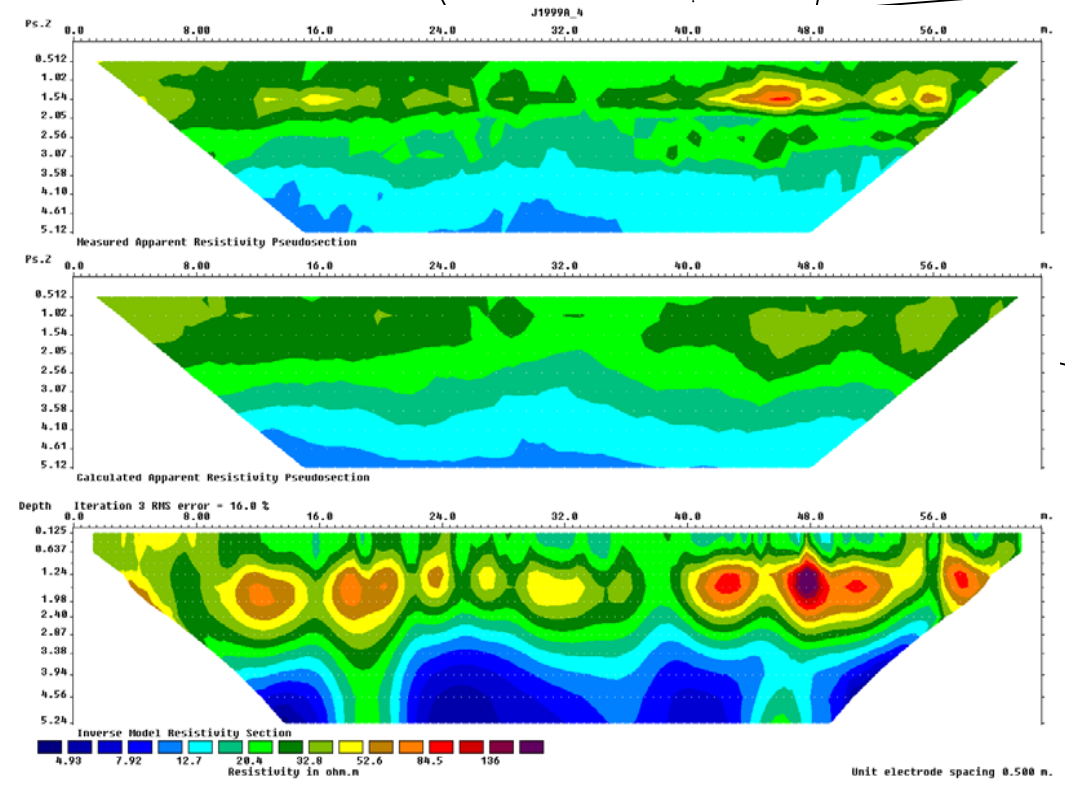 J1999A_4
Ps.Z 0.0 8.00 16.0 24.0 32.0 40.0 48.0 56.0 m.
0.512
1.02
1.54
2.05
2.56
3.07
3.58
4.10
4.61
5.12
Measured Apparent Resistivity Pseudosection
Ps.Z 0.0 8.00 16.0 24.0 32.0 40.0 48.0 56.0 m.
0.512
1.02
1.54
2.05
2.56
3.07
3.58
4.10
4.61
5.12
Calculated Apparent Resistivity Pseudosection
Depth Iteration 3 RMS error = 16.0 %
0.0 8.00 16.0 24.0 32.0 40.0 48.0 56.0 m.
0.125
0.637
1.24
1.98
2.40
2.87
3.38
3.94
4.56
5.24
Inverse Model Resistivity Section
4.93 7.92 12.7 20.4 32.8 52.6 84.5 136
Resistivity in ohm.m
Unit electrode spacing 0.500 m.